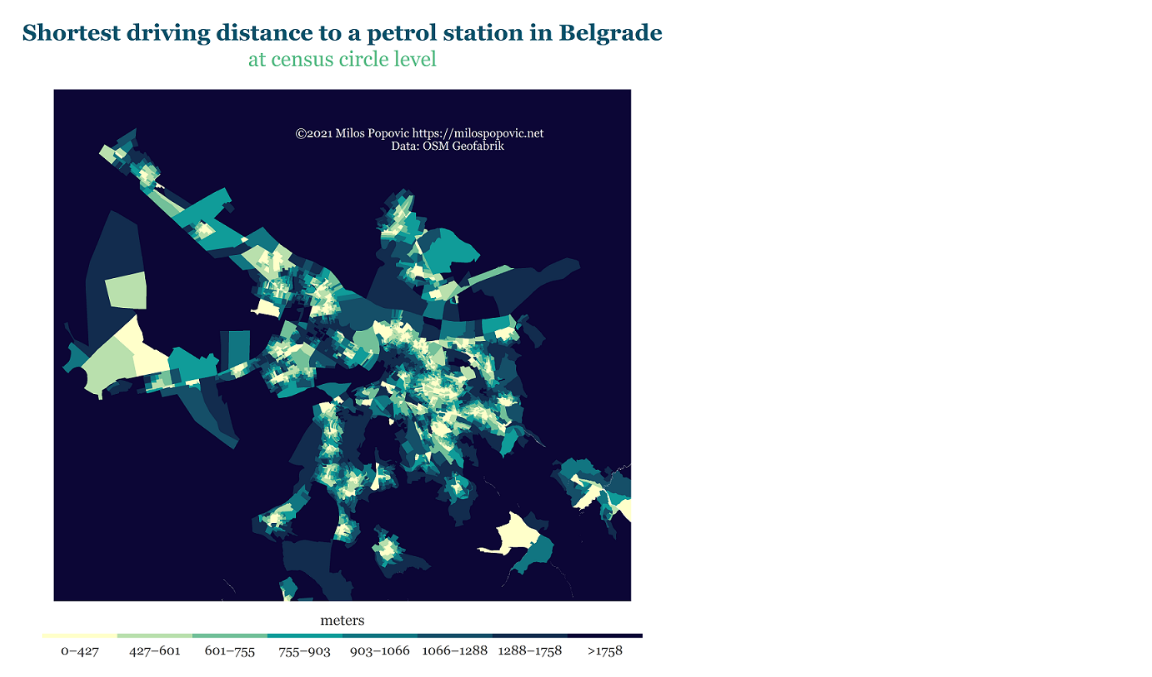 Shortest driving distance to a petrol station in Belgrade
at census circle level
©2021 Milos Popovic https://milospopovic.net
Data: OSM Geofabrik
meters
0–427 427–601 601–755 755–903 903–1066 1066–1288 1288–1758 >1758